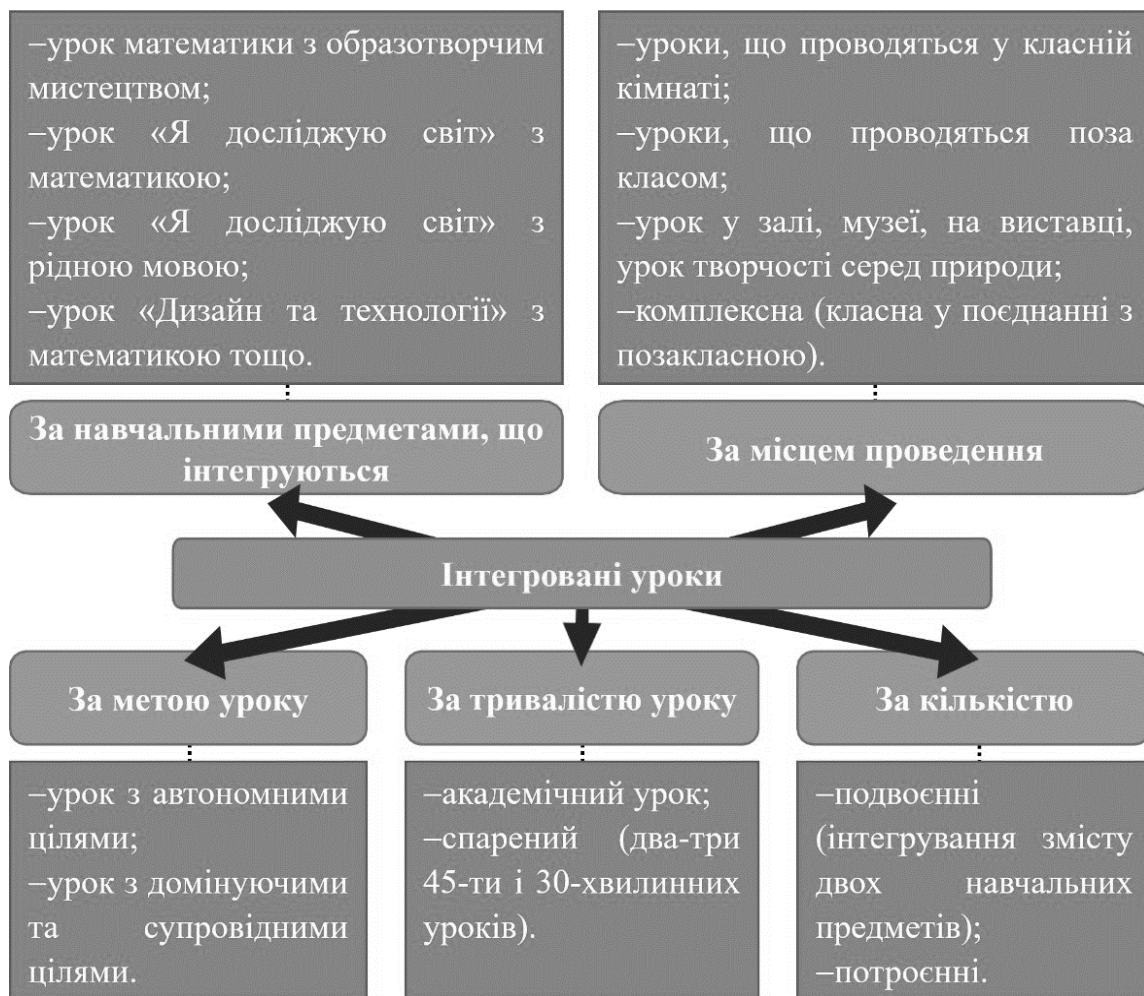 –урок математики з образотворчим
мистецтвом;
–урок «Я досліджую світ» з
математикою;
–урок «Я досліджую світ» з
рідною мовою;
–урок «Дизайн та технології» з
математикою тощо.
–уроки, що проводяться у класній
кімнаті;
–уроки, що проводяться поза
класом;
–урок у залі, музеї, на виставці,
урок творчості серед природи;
–комплексна (класна у поєднанні з
позакласною).
За навчальними предметами, що
інтегруються
За місцем проведення
Інтегровані уроки
За метою уроку
За тривалістю уроку
За кількістю
–урок з автономними
цілями;
–урок з домінуючими
та супровідними
цілями.
–академічний урок;
–спарений (два-три
45-ти і 30-хвилинних
уроків).
–подвоєнні
(інтегрування змісту
двох навчальних
предметів);
–потроєнні.